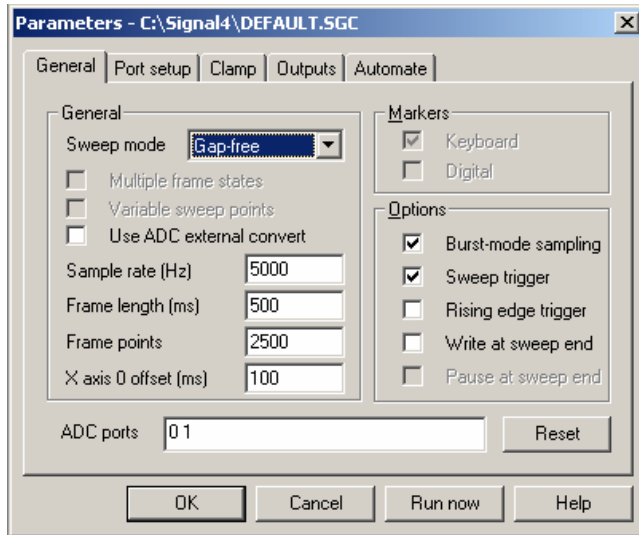 Parameters - C:\Signal4\DEFAULT.SGC
General
Port setup
Clamp
Outputs
Automate
General
Sweep mode
Gap-free
Multiple frame states
Variable sweep points
Use ADC external convert
Sample rate (Hz)
5000
Frame length (ms)
500
Frame points
2500
X axis 0 offset (ms)
100
Markers
Keyboard
Digital
Options
Burst-mode sampling
Sweep trigger
Rising edge trigger
Write at sweep end
Pause at sweep end
ADC ports
0 1
Reset
OK
Cancel
Run now
Help